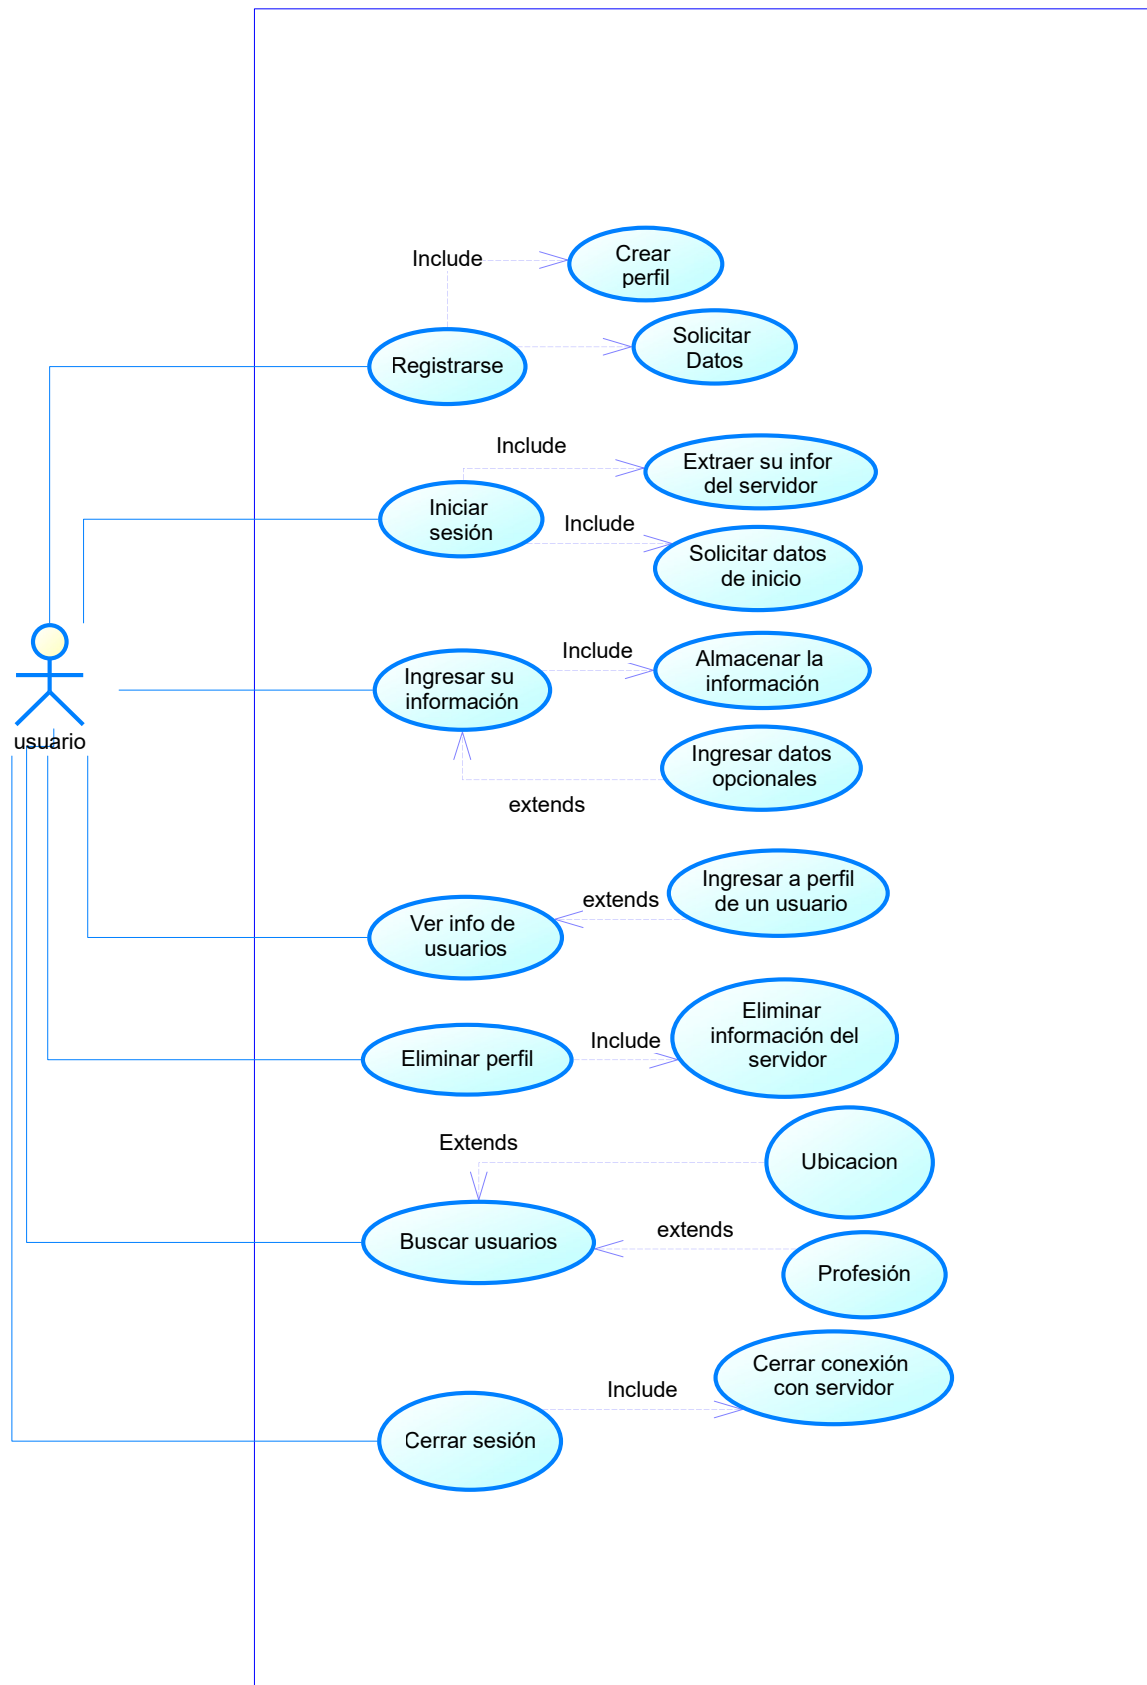 Include
Crear
perfil
Solicitar
Datos
Registrarse
Include
Extraer su infor
del servidor
Iniciar
sesión
Include
Solicitar datos
de inicio
Include
Almacenar la
información
Ingresar su
información
usuario
Ingresar datos
opcionales
extends
Ingresar a perfil
de un usuario
extends
Ver info de
usuarios
Eliminar
información del
servidor
Include
Eliminar perfil
Extends
Ubicacion
extends
Buscar usuarios
Profesión
Cerrar conexión
con servidor
Include
Cerrar sesión